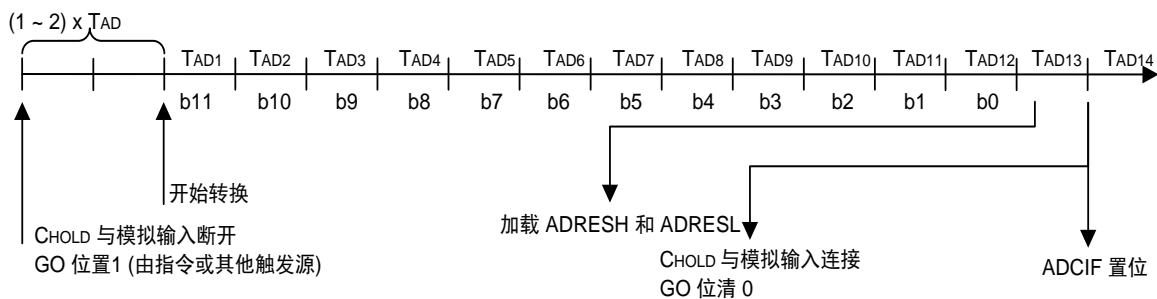 (1 ~ 2) x TAD
TAD1 TAD2 TAD3 TAD4 TAD5 TAD6 TAD7 TAD8 TAD9 TAD10 TAD11 TAD12 TAD13 TAD14
b11 b10 b9 b8 b7 b6 b5 b4 b3 b2 b1 b0
开始转换
CHOLD 与模拟输入断开
GO 位置1 (由指令或其他触发源)
加载 ADRESH 和 ADRESL
CHOLD 与模拟输入连接
GO 位清 0
ADCIF 置位